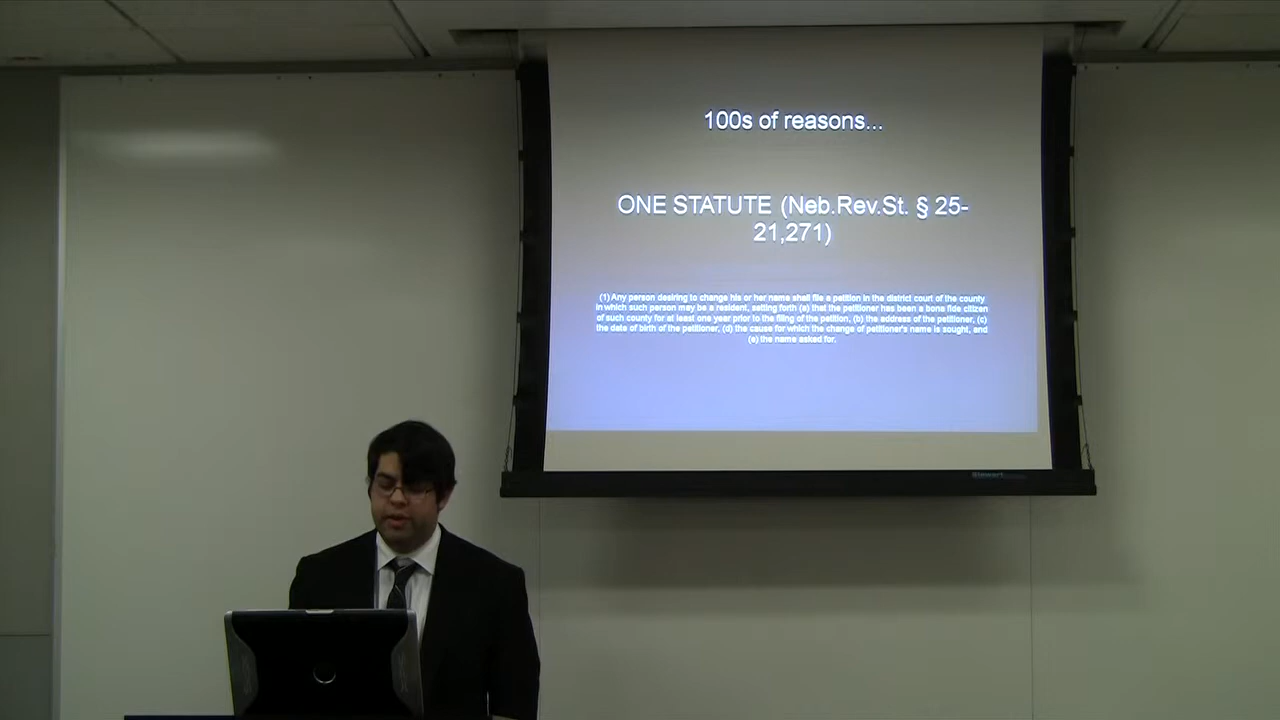 100s of reasons...
ONE STATUTE (Neb.Rev.St. § 25-
21,271)
(1) Any person desiring to change his or her name shall file a petition in the district court of the county
in which such person may be a resident, setting forth (a) that the petitioner has been a bona fide citizen
of such county for at least one year prior to the filing of the petition, (b) the address of the petitioner, (c)
the date of birth of the petitioner, (d) the cause for which the change of petitioner's name is sought, and
(e) the name asked for.
Stewart